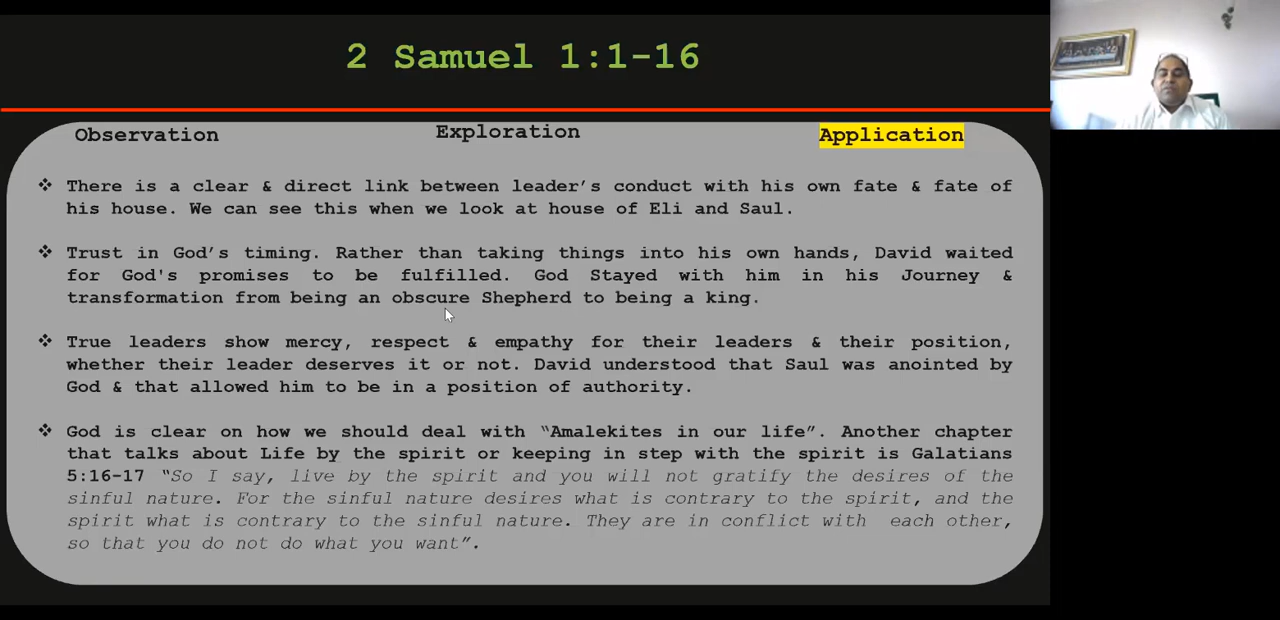 2 Samuel 1:1-16
Observation
Exploration
Application
❖ There is a clear & direct link between leader's conduct with his own fate & fate of
his house. We can see this when we look at house of Eli and Saul.
❖ Trust in God's timing. Rather than taking things into his own hands, David waited
for God's promises to be fulfilled. God Stayed with him in his Journey &
transformation from being an obscure Shepherd to being a king.
❖ True leaders show mercy, respect & empathy for their leaders & their position,
whether their leader deserves it or not. David understood that Saul was anointed by
God & that allowed him to be in a position of authority.
❖ God is clear on how we should deal with "Amalekites in our life". Another chapter
that talks about Life by the spirit or keeping in step with the spirit is Galatians
5:16-17 "So I say, live by the spirit and you will not gratify the desires of the
sinful nature. For the sinful nature desires what is contrary to the spirit, and the
spirit what is contrary to the sinful nature. They are in conflict with each other,
so that you do not do what you want".